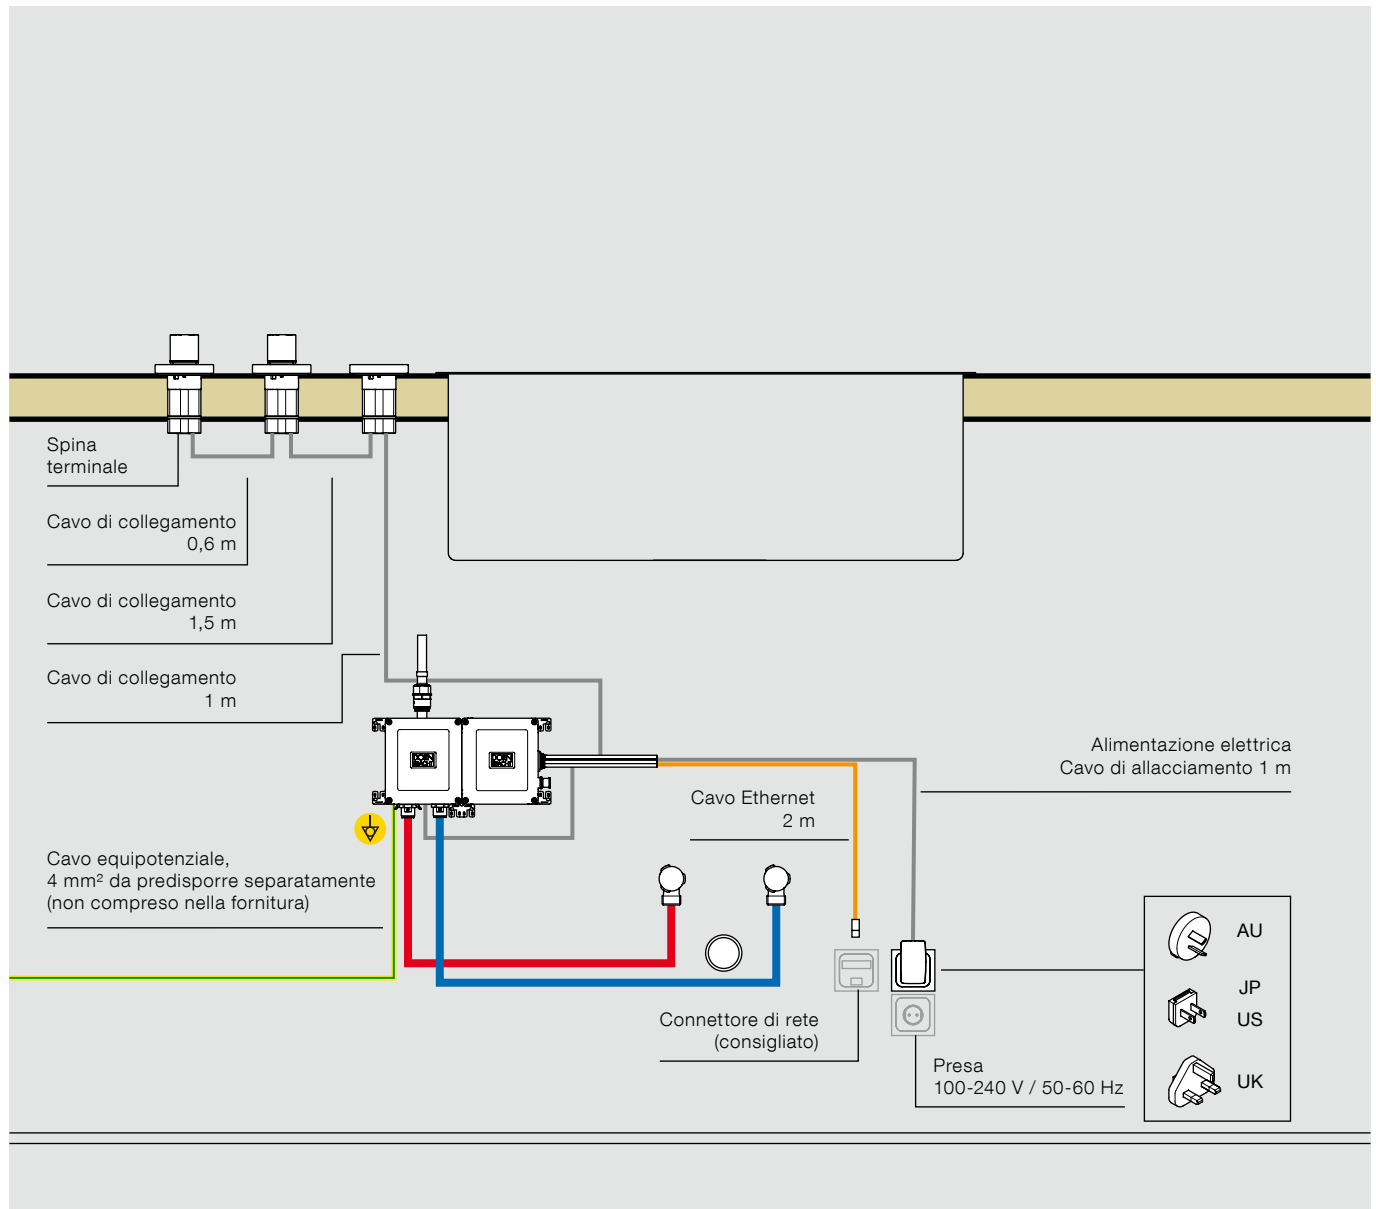 Spina
terminale
Cavo di collegamento
0,6 m
Cavo di collegamento
1,5 m
Cavo di collegamento
1 m
Alimentazione elettrica
Cavo di allacciamento 1 m
Cavo Ethernet
2 m
Cavo equipotenziale,
4 mm² da predisporre separatamente
(non compreso nella fornitura)
AU
JP
US
UK
Connettore di rete
(consigliato)
Presa
100-240 V / 50-60 Hz